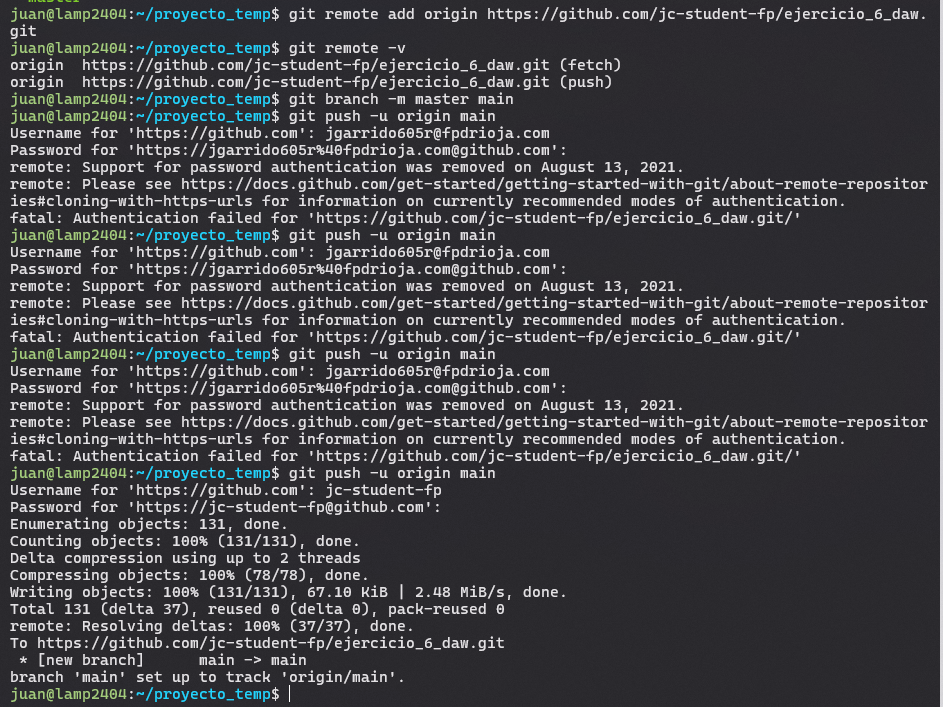 juan@lamp2404:~/proyecto_temp$ git remote add origin https://github.com/jc-student-fp/ejercicio_6_daw.
git
juan@lamp2404:~/proyecto_temp$ git remote -v
origin  https://github.com/jc-student-fp/ejercicio_6_daw.git (fetch)
origin  https://github.com/jc-student-fp/ejercicio_6_daw.git (push)
juan@lamp2404:~/proyecto_temp$ git branch -m master main
juan@lamp2404:~/proyecto_temp$ git push -u origin main
Username for 'https://github.com': jgarrido605r@fpdrioja.com
Password for 'https://jgarrido605r%40fpdrioja.com@github.com':
remote: Support for password authentication was removed on August 13, 2021.
remote: Please see https://docs.github.com/get-started/getting-started-with-git/about-remote-repositor
ies#cloning-with-https-urls for information on currently recommended modes of authentication.
fatal: Authentication failed for 'https://github.com/jc-student-fp/ejercicio_6_daw.git/'
juan@lamp2404:~/proyecto_temp$ git push -u origin main
Username for 'https://github.com': jgarrido605r@fpdrioja.com
Password for 'https://jgarrido605r%40fpdrioja.com@github.com':
remote: Support for password authentication was removed on August 13, 2021.
remote: Please see https://docs.github.com/get-started/getting-started-with-git/about-remote-repositor
ies#cloning-with-https-urls for information on currently recommended modes of authentication.
fatal: Authentication failed for 'https://github.com/jc-student-fp/ejercicio_6_daw.git/'
juan@lamp2404:~/proyecto_temp$ git push -u origin main
Username for 'https://github.com': jgarrido605r@fpdrioja.com
Password for 'https://jgarrido605r%40fpdrioja.com@github.com':
remote: Support for password authentication was removed on August 13, 2021.
remote: Please see https://docs.github.com/get-started/getting-started-with-git/about-remote-repositor
ies#cloning-with-https-urls for information on currently recommended modes of authentication.
fatal: Authentication failed for 'https://github.com/jc-student-fp/ejercicio_6_daw.git/'
juan@lamp2404:~/proyecto_temp$ git push -u origin main
Username for 'https://github.com': jc-student-fp
Password for 'https://jc-student-fp@github.com':
Enumerating objects: 131, done.
Counting objects: 100% (131/131), done.
Delta compression using up to 2 threads
Compressing objects: 100% (78/78), done.
Writing objects: 100% (131/131), 67.10 KiB | 2.48 MiB/s, done.
Total 131 (delta 37), reused 0 (delta 0), pack-reused 0
remote: Resolving deltas: 100% (37/37), done.
To https://github.com/jc-student-fp/ejercicio_6_daw.git
 * [new branch]      main -> main
branch 'main' set up to track 'origin/main'.
juan@lamp2404:~/proyecto_temp$